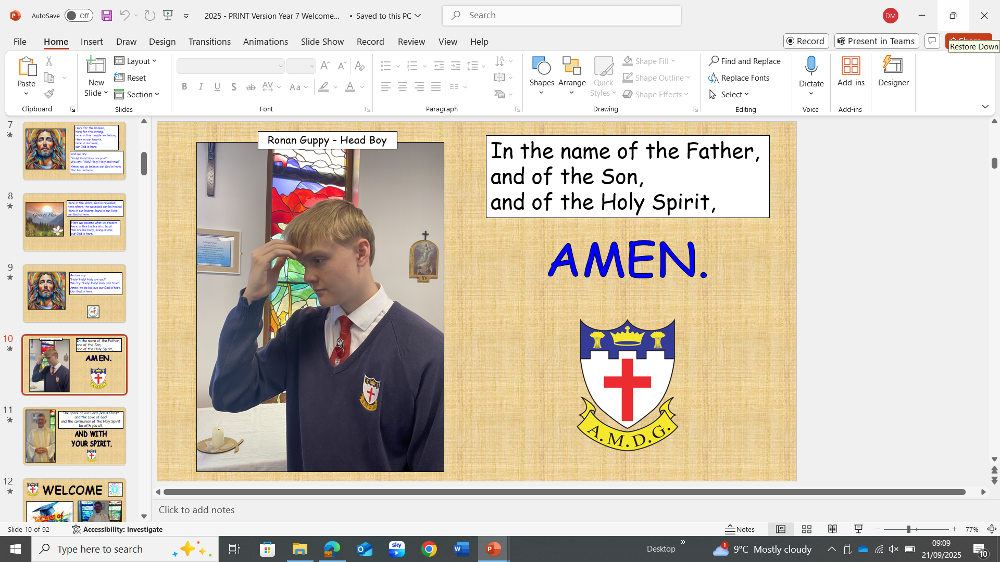 AutoSave Off 2025 - PRINT Version Year 7 Welcome... • Saved to this PC Search DM
File Home Insert Draw Design Transitions Animations Slide Show Record Review View Help Record Present in Teams
Restore Down
Paste
New Slide
Layout
Reset
Section
B I U S ab AV Aa A
Shapes Arrange Quick Styles
Shape Fill
Shape Outline
Shape Effects
Find and Replace
Replace Fonts
Select
Dictate Add-ins Designer
Clipboard Slides Font Paragraph Drawing Editing Voice Add-ins
7
Here for the broken,
here for the strong,
here in this temple we belong.
Here in our hearts,
here in our lives,
our God is here.
And we cry:
"Holy! Holy! Holy are you!"
We cry: "Holy! Holy! Holy and true!"
Amen, we do believe our God is here.
Our God is here.
8
GOD IS HERE
Here in the Word, God is revealed,
here where the wounded can be healed
Here in our hearts, here in our lives,
our God is here.
Here we become what we receive,
here in this Eucharistic feast.
We are his body, living as one,
our God is here.
9
And we cry:
"Holy! Holy! Holy are you!"
We cry: "Holy! Holy! Holy and true!"
Amen, we do believe our God is here.
Our God is here.
10
Ronan Guppy - Head Boy
In the name of the Father,
and of the Son,
and of the Holy Spirit,
AMEN.
A.M.D.G.
11
The grace of our Lord Jesus Christ
and the Love of God
and the communion of the Holy Spirit
be with you all.
AND WITH
YOUR SPIRIT.
12
WELCOME
Class of
Ronan Guppy - Head Boy
In the name of the Father,
and of the Son,
and of the Holy Spirit,
AMEN.
College Prayer
XV
A.M.D.G.
Click to add notes
Slide 10 of 92 Accessibility: Investigate Notes 77%
Type here to search sky Desktop 1 9°C Mostly cloudy 09:09
21/09/2025 10